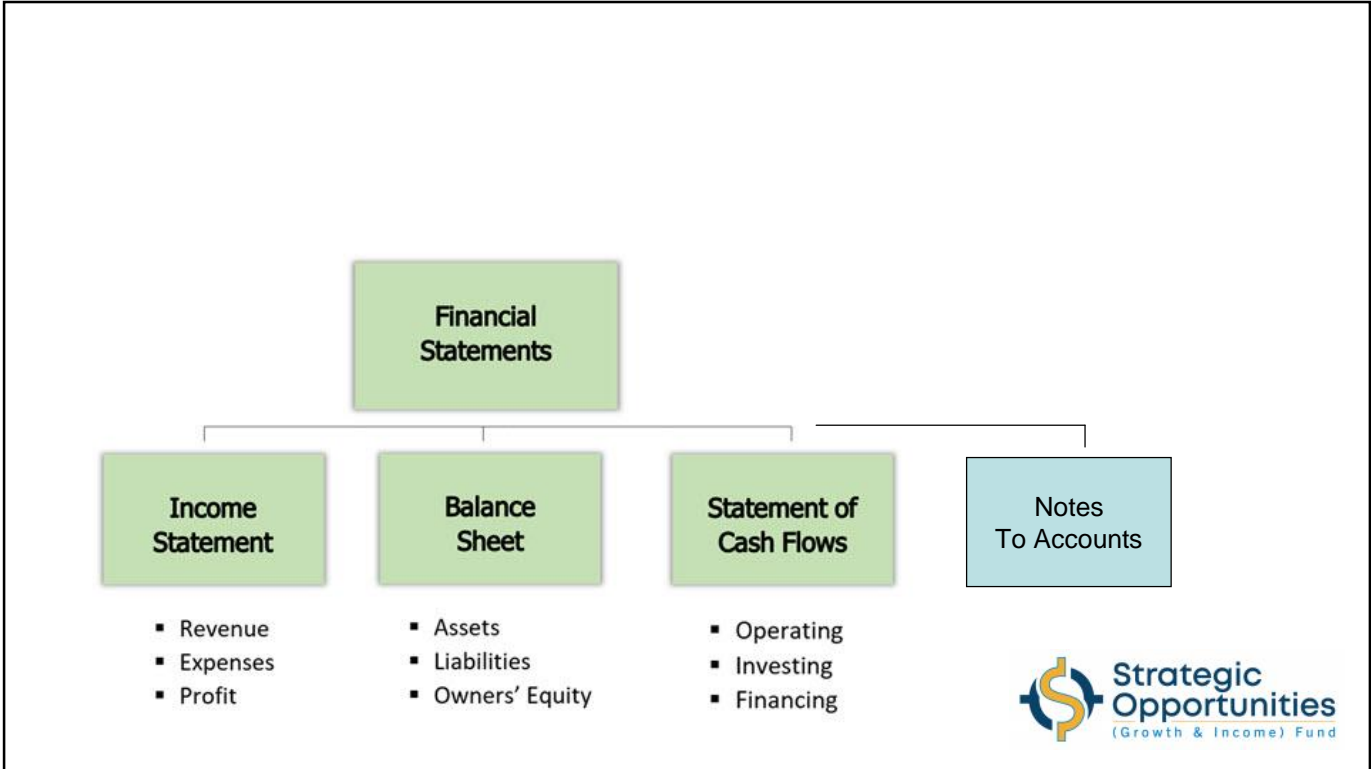 Financial
Statements
Income
Statement
Balance
Sheet
Statement of
Cash Flows
Notes
To Accounts
▪ Revenue
▪ Expenses
▪ Profit
▪ Assets
▪ Liabilities
▪ Owners' Equity
▪ Operating
▪ Investing
▪ Financing
Strategic
Opportunities
(Growth & Income) Fund